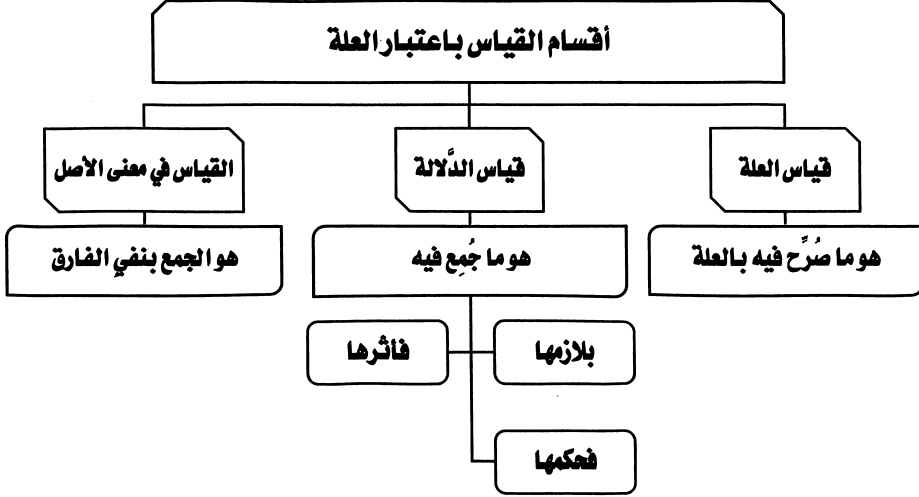 أقسام القياس باعتبار العلة
قياس العلة
قياس الدَّلالة
القياس في معنى الأصل
هو ما صُرِّح فيه بالعلة
هو ما جُمِع فيه
هو الجمع بنفيِ الفارق
بلازمها
فأثرها
فحكمها